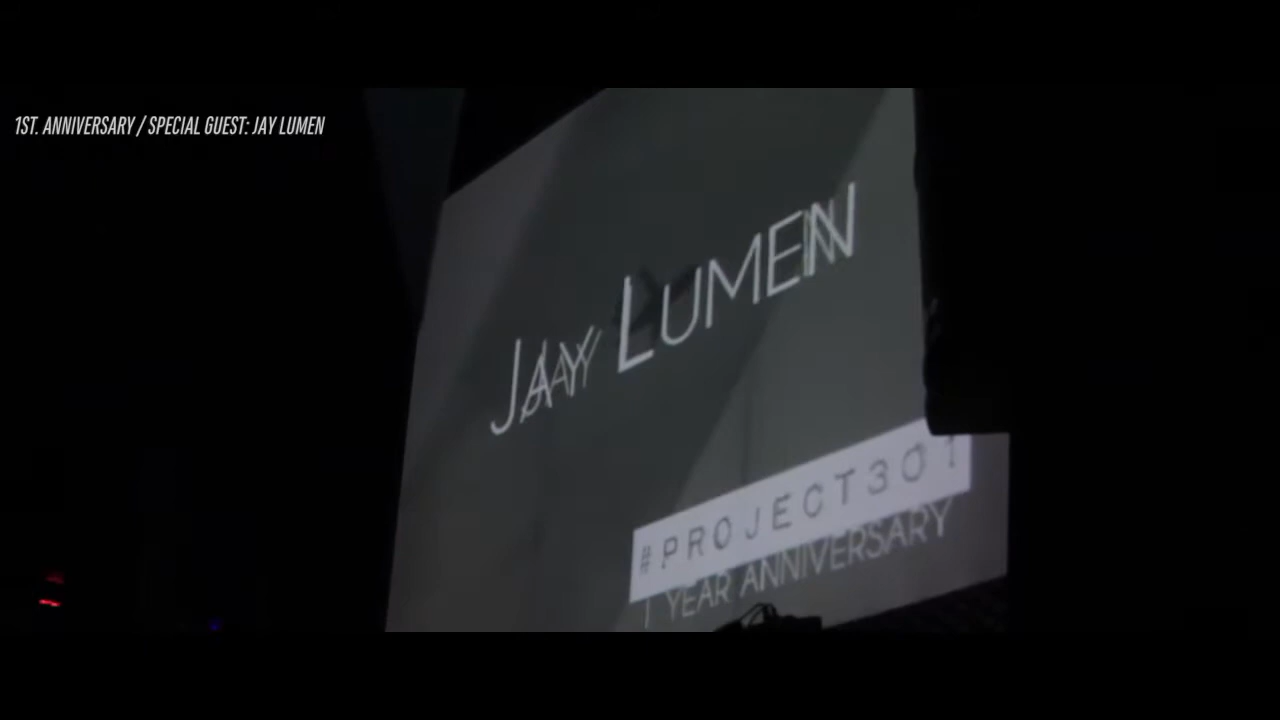 1ST. ANNIVERSARY / SPECIAL GUEST: JAY LUMEN
JAY LUMEN
#PROJECT301
1 YEAR ANNIVERSARY